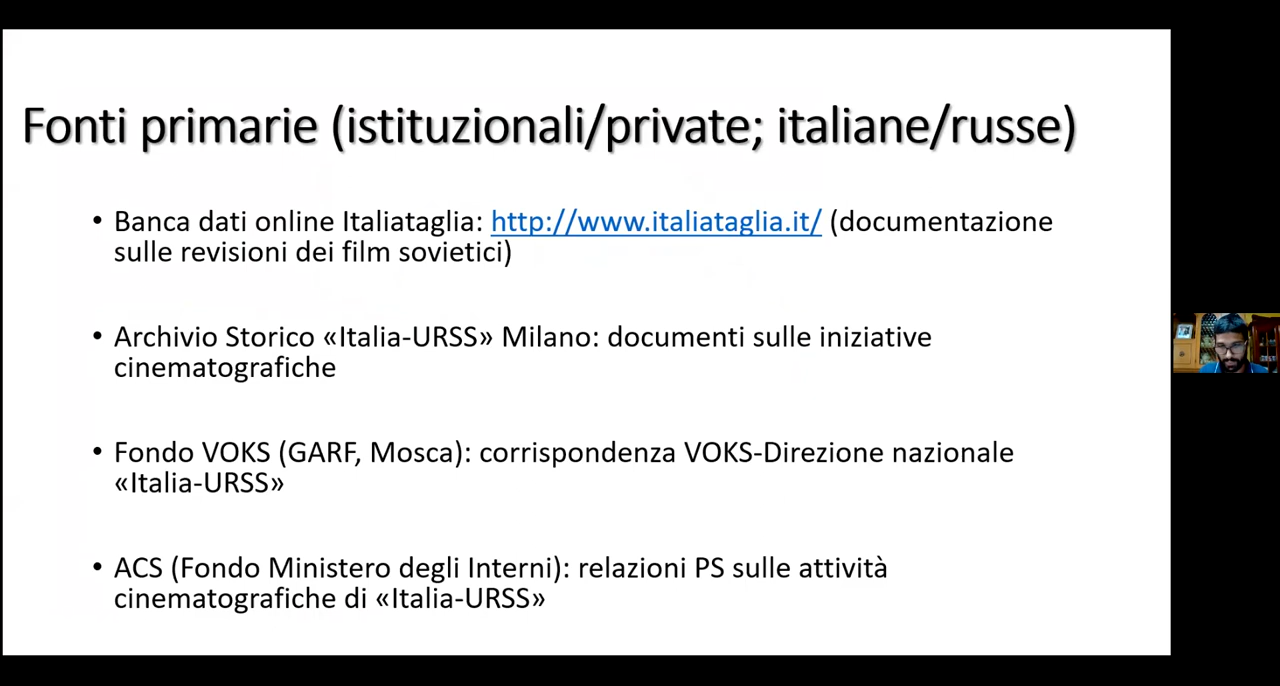 Fonti primarie (istituzionali/private; italiane/russe)
• Banca dati online Italiataglia: http://www.italiataglia.it/ (documentazione
sulle revisioni dei film sovietici)
• Archivio Storico «Italia-URSS» Milano: documenti sulle iniziative
cinematografiche
• Fondo VOKS (GARF, Mosca): corrispondenza VOKS-Direzione nazionale
«Italia-URSS»
• ACS (Fondo Ministero degli Interni): relazioni PS sulle attività
cinematografiche di «Italia-URSS»